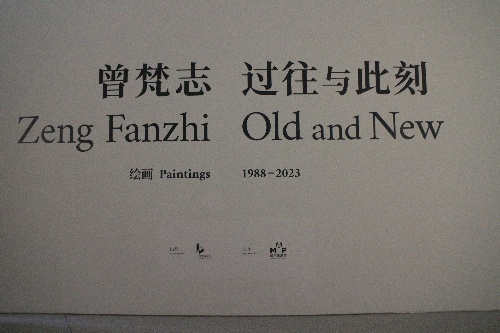 曾梵志 过往与此刻
Zeng Fanzhi Old and New
绘画 Paintings 1988–2023